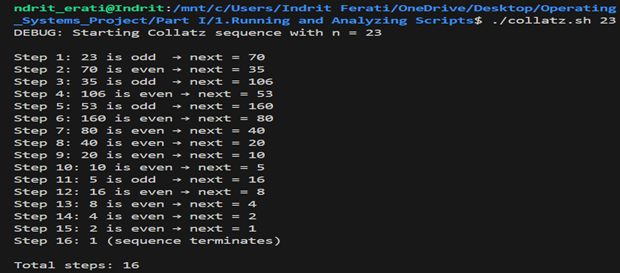 ndrit_erati@Indrit:/mnt/c/Users/Indrit Ferati/OneDrive/Desktop/Operating
_Systems_Project/Part I/1.Running and Analyzing Scripts$ ./collatz.sh 23
DEBUG: Starting Collatz sequence with n = 23
Step 1: 23 is odd  → next = 70
Step 2: 70 is even → next = 35
Step 3: 35 is odd  → next = 106
Step 4: 106 is even → next = 53
Step 5: 53 is odd  → next = 160
Step 6: 160 is even → next = 80
Step 7: 80 is even → next = 40
Step 8: 40 is even → next = 20
Step 9: 20 is even → next = 10
Step 10: 10 is even → next = 5
Step 11: 5 is odd  → next = 16
Step 12: 16 is even → next = 8
Step 13: 8 is even → next = 4
Step 14: 4 is even → next = 2
Step 15: 2 is even → next = 1
Step 16: 1 (sequence terminates)
Total steps: 16